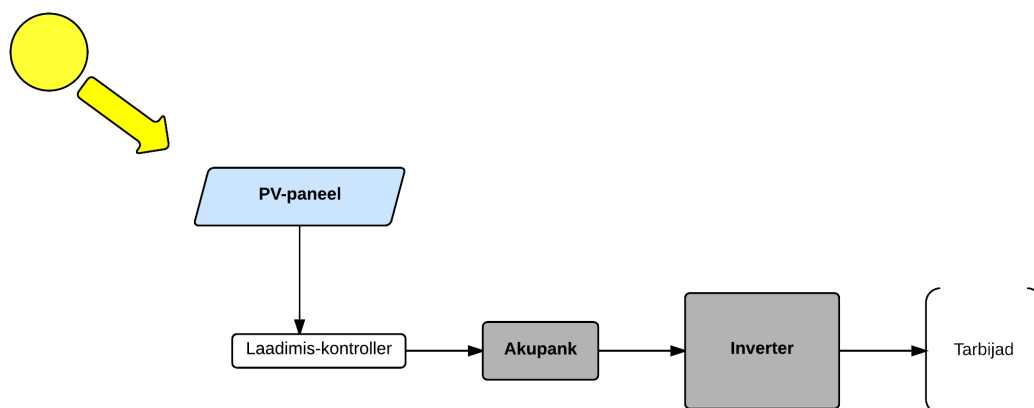 PV-paneel
Laadimis-kontroller
Akupank
Inverter
Tarbijad